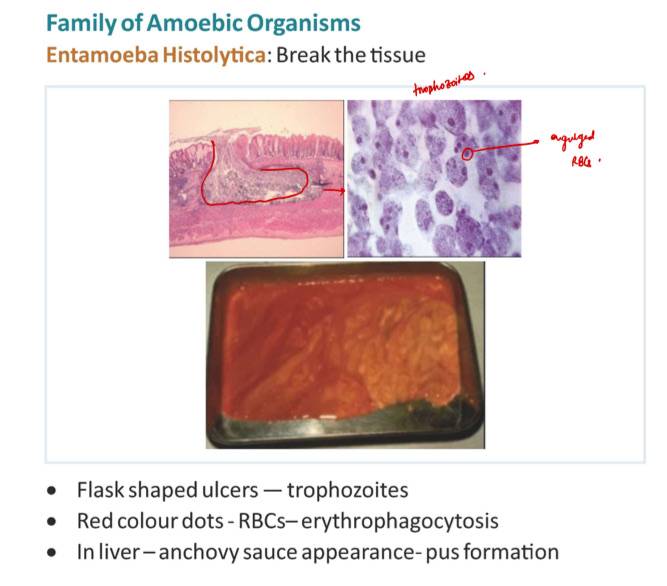 Family of Amoebic Organisms
Entamoeba Histolytica: Break the tissue
trophozoites .
engulged
RBCs .
• Flask shaped ulcers — trophozoites
• Red colour dots - RBCs– erythrophagocytosis
• In liver – anchovy sauce appearance- pus formation